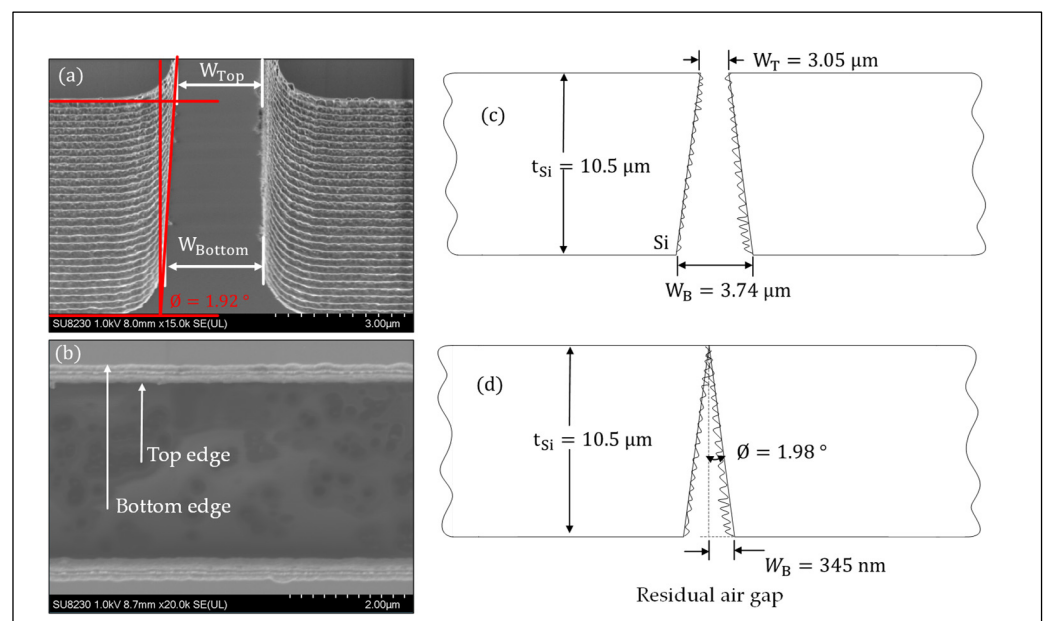 (a)
W_Top
W_Bottom
Ø = 1.92 °
SU8230 1.0kV 8.0mm x15.0k SE(UL)
3.00μm
(b)
Top edge
Bottom edge
SU8230 1.0kV 8.7mm x20.0k SE(UL)
2.00μm
(c)
W_T = 3.05 μm
t_Si = 10.5 μm
Si
W_B = 3.74 μm
(d)
t_Si = 10.5 μm
Ø = 1.98 °
W_B = 345 nm
Residual air gap